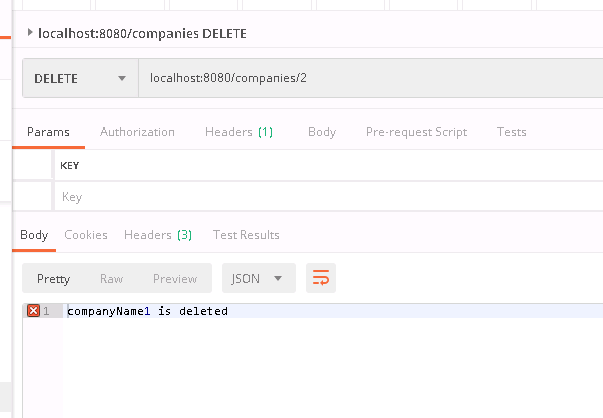 localhost:8080/companies DELETE
DELETE localhost:8080/companies/2
Params Authorization Headers (1) Body Pre-request Script Tests
KEY
Key
Body Cookies Headers (3) Test Results
Pretty Raw Preview JSON
1 companyName1 is deleted